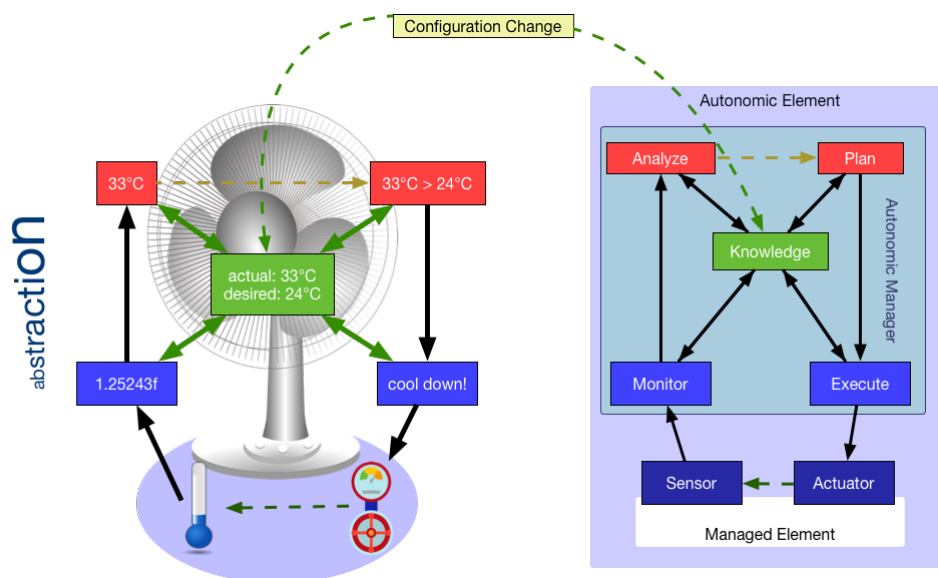 Configuration Change
Autonomic Element
33°C
33°C > 24°C
Analyze
Plan
abstraction
actual: 33°C
desired: 24°C
Knowledge
Autonomic Manager
1.25243f
cool down!
Monitor
Execute
Sensor
Actuator
Managed Element